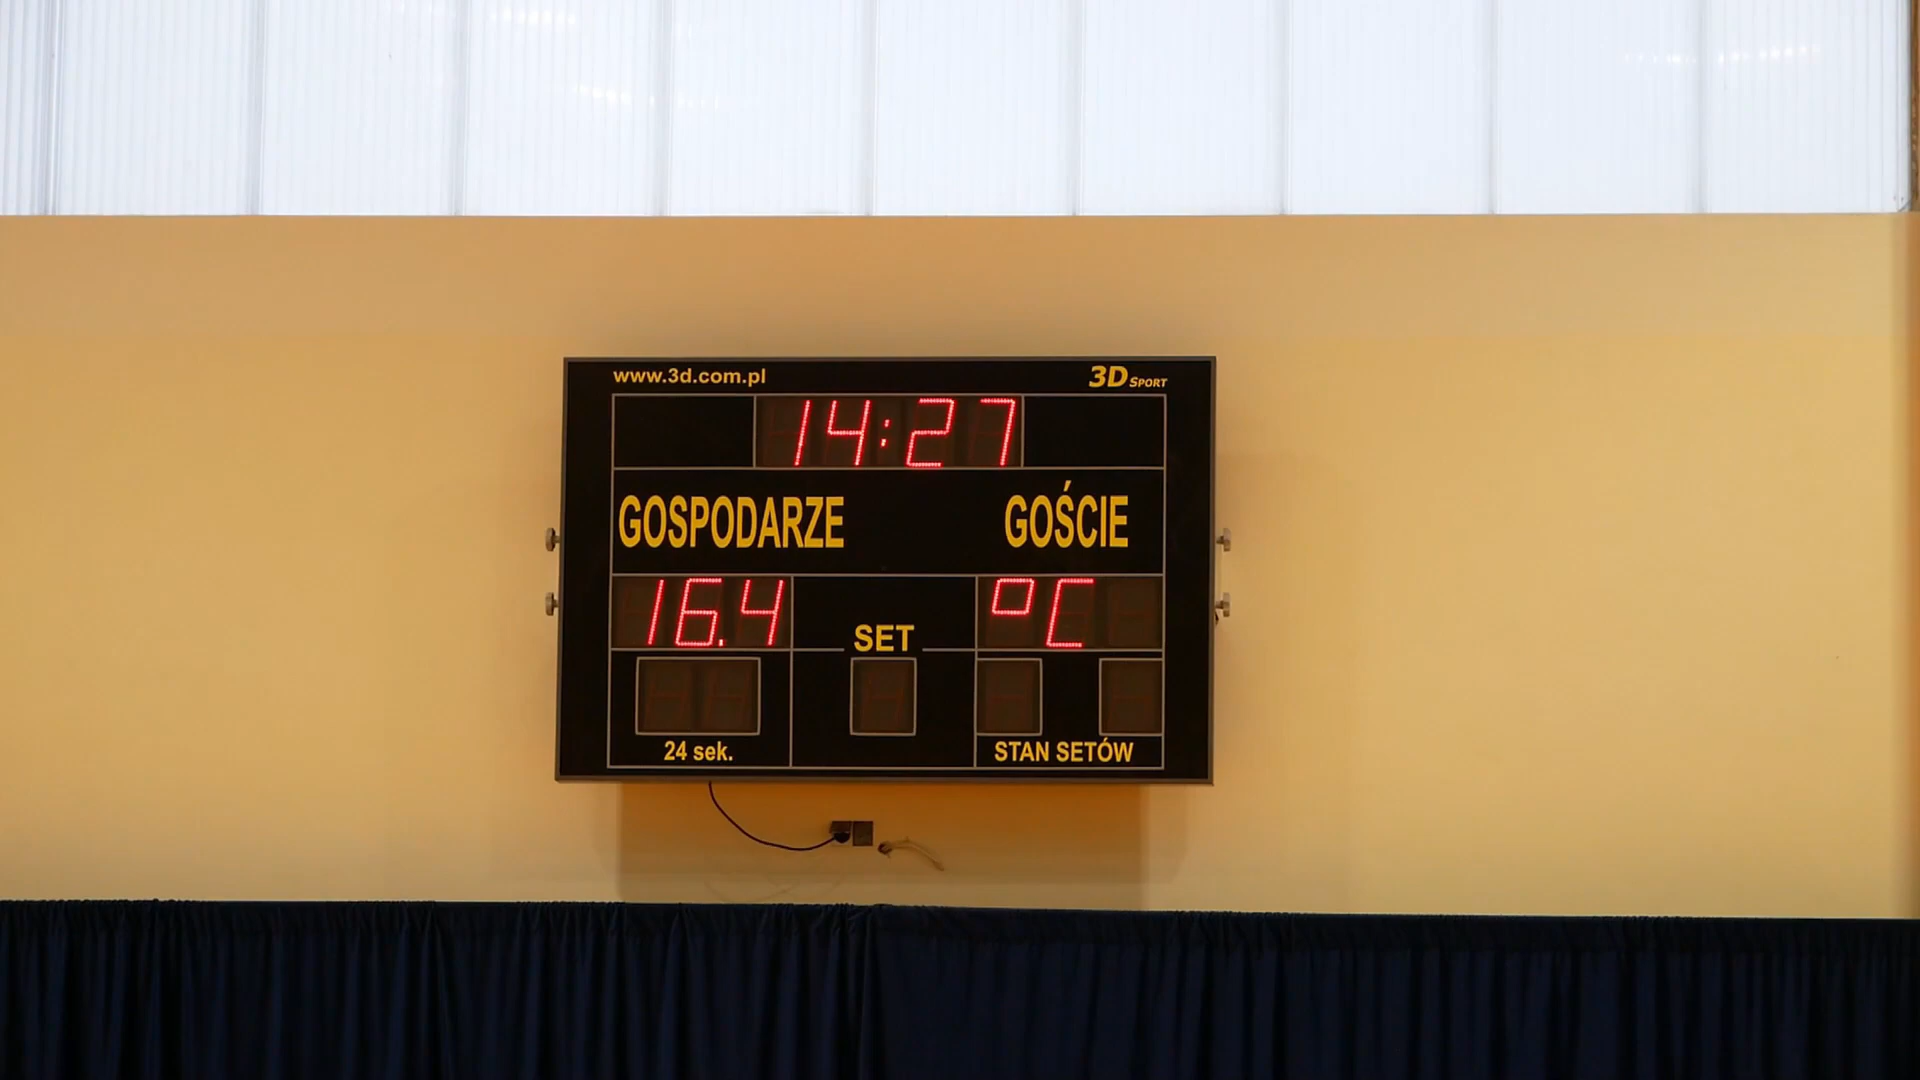 www.3d.com.pl 3D SPORT
14:27
GOSPODARZE GOŚCIE
16.4 °C
SET
24 sek. STAN SETÓW